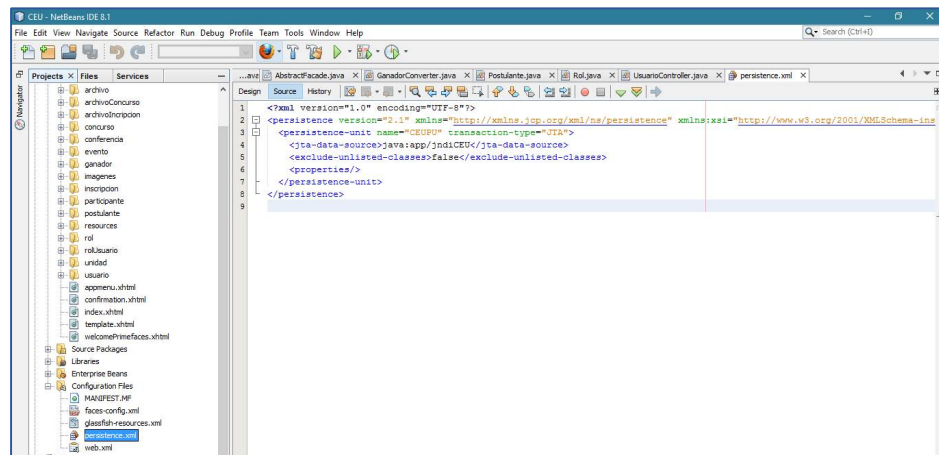 CEU - NetBeans IDE 8.1
File Edit View Navigate Source Refactor Run Debug Profile Team Tools Window Help
Search (Ctrl+I)
Projects Files Services
...ava AbstractFacade.java GanadorConverter.java Postulante.java Rol.java UsuarioController.java persistence.xml
Design Source History
Navigator
archivo
archivoConcurso
archivoIncripcion
concurso
conferencia
evento
ganador
imagenes
inscripcion
participante
postulante
resources
rol
rolUsuario
unidad
usuario
appmenu.xhtml
confirmation.xhtml
index.xhtml
template.xhtml
welcomePrimefaces.xhtml
Source Packages
Libraries
Enterprise Beans
Configuration Files
MANIFEST.MF
faces-config.xml
glassfish-resources.xml
persistence.xml
web.xml
1 <?xml version="1.0" encoding="UTF-8"?>
2 <persistence version="2.1" xmlns="http://xmlns.jcp.org/xml/ns/persistence" xmlns:xsi="http://www.w3.org/2001/XMLSchema-ins
3 <persistence-unit name="CEUPU" transaction-type="JTA">
4 <jta-data-source>java:app/jndiCEU</jta-data-source>
5 <exclude-unlisted-classes>false</exclude-unlisted-classes>
6 <properties/>
7 </persistence-unit>
8 </persistence>
9